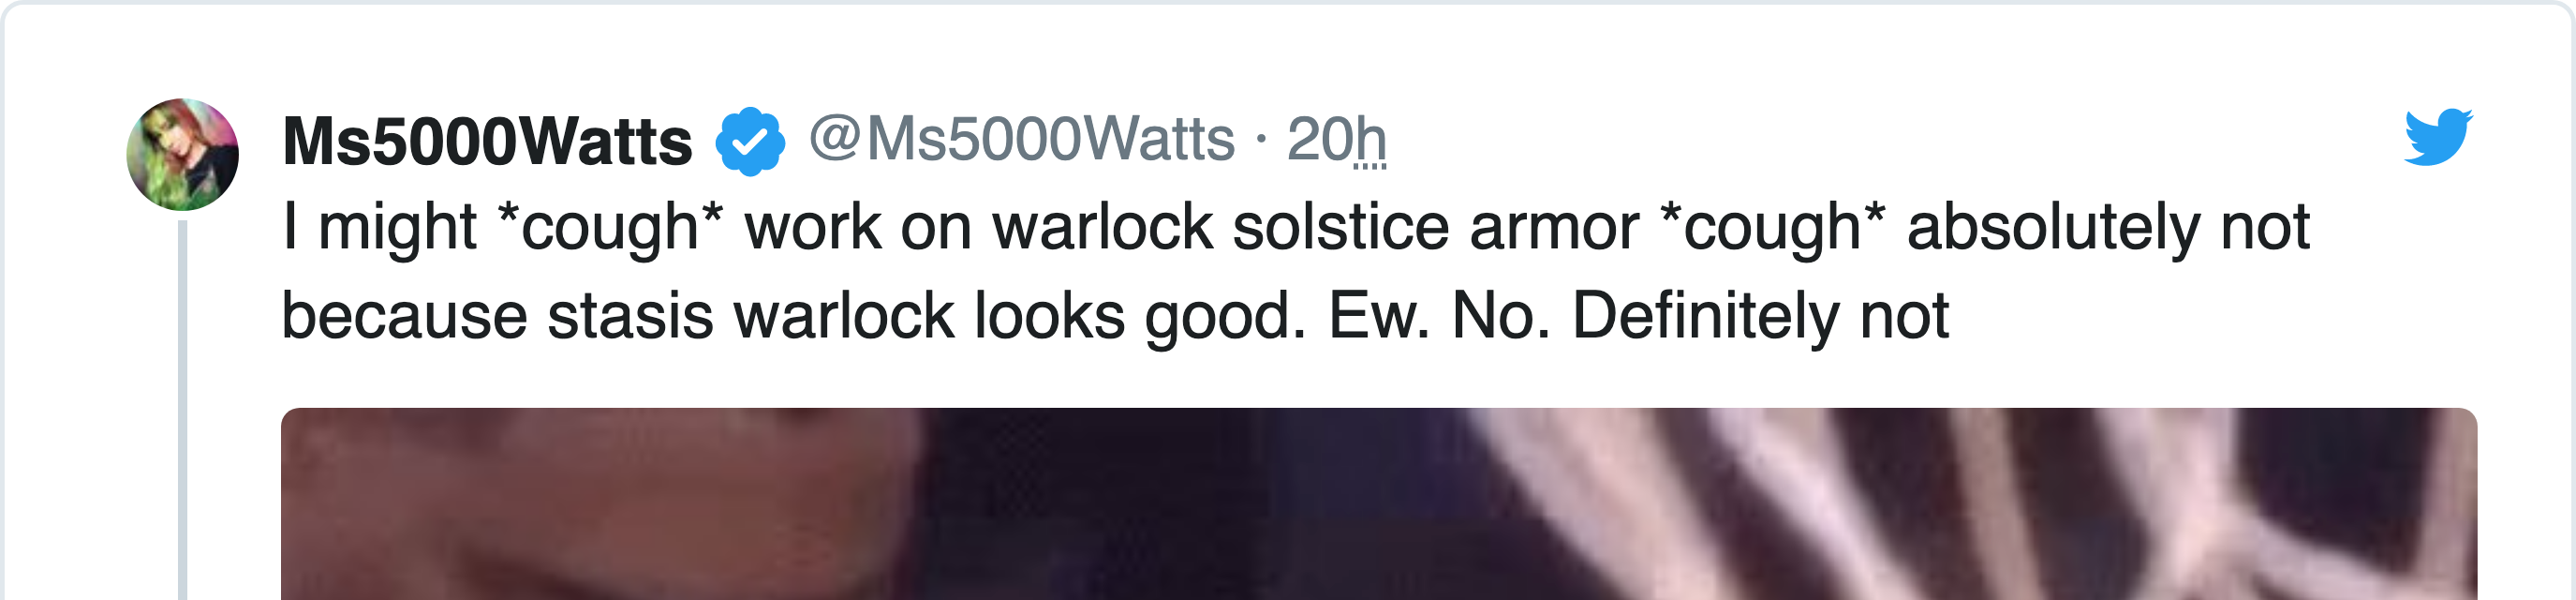 Ms5000Watts @Ms5000Watts · 20h
I might *cough* work on warlock solstice armor *cough* absolutely not
because stasis warlock looks good. Ew. No. Definitely not